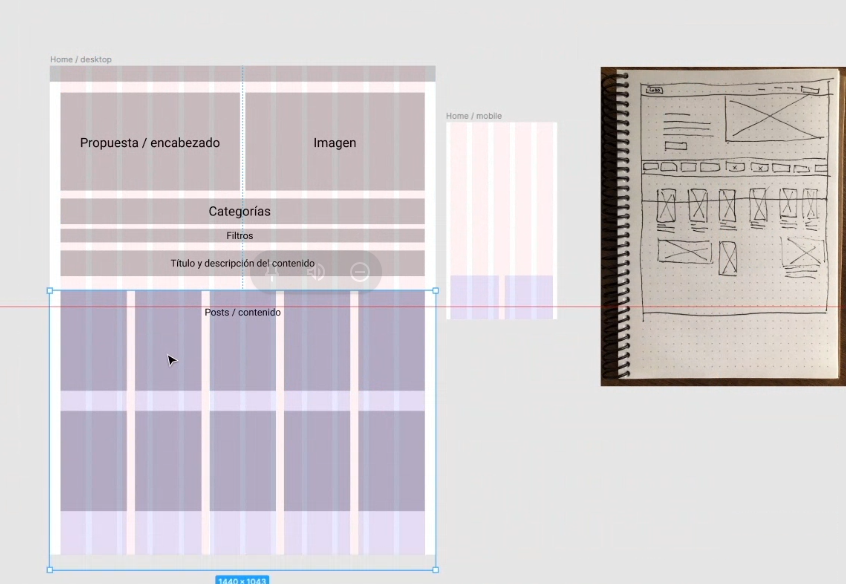 Home / desktop
Propuesta / encabezado
Imagen
Categorías
Filtros
Título y descripción del contenido
Posts / contenido
1440 × 1043
Home / mobile